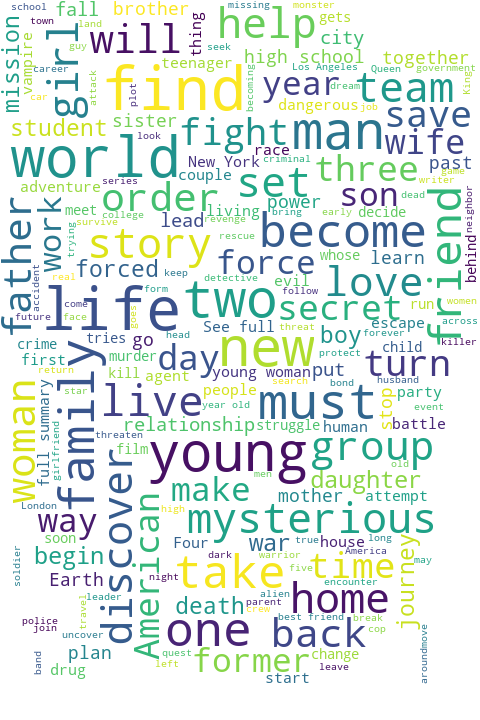 school
brother
missing
monster
town
land
fall
help
mission
guy
vampire
girl
will
thing
gets
seek
city
high school
together
career
attack
find
teenager
becoming
Los Angeles
Queen
government
King
plot
year
dream
job
team
car
dangerous
save
student
sister
fight
man
wife
look
race
criminal
writer
game
world
series
New York
couple
set
three
past
adventure
order
power
son
dead
behind
neighbor
father
work
meet
college
living
early
decide
survive
revenge
bring
friend
trying
story
lead
become
rescue
whose
learn
forced
force
love
real
keep
detective
evil
accident
come
form
follow
life
two
secret
run
women
future
face
goes
escape
across
crime
tries
go
See full
threat
boy
forever
killer
first
head
new
protect
child
return
murder
day
turn
family
kill
agent
young woman
put
search
bond
husband
star
people
stop
party
woman
full summary
girlfriend
live
year old
must
event
relationship
struggle
human
battle
threaten
film
young
group
old
men
daughter
London
discover
make
mother
attempt
way
American
high
mysterious
soon
Four
war
true
house
long
begin
dark
warrior
America
time
journey
may
soldier
Earth
night
take
five
encounter
travel
leader
alien
parent
home
death
crew
police
join
one
best friend
break
cop
uncover
back
band
plan
quest
former
change
aroundmove
drug
left
start
leave